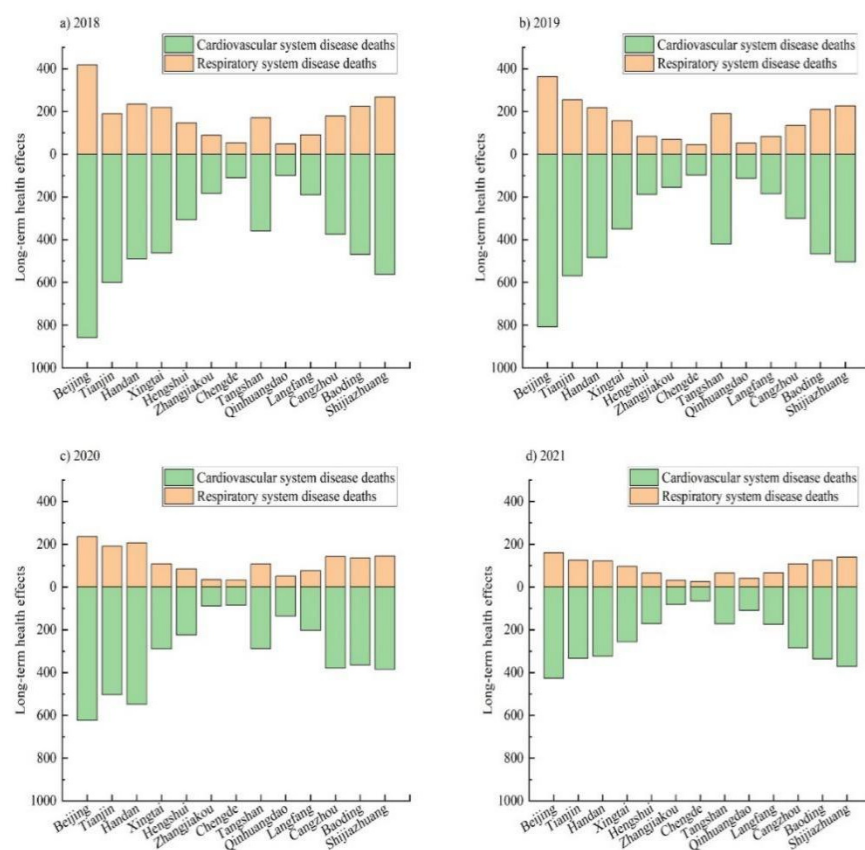 a) 2018
Cardiovascular system disease deaths
Respiratory system disease deaths
400
200
0
200
400
600
800
1000
Long-term health effects
Beijing
Tianjin
Handan
Xingtai
Hengshui
Zhangjiakou
Chengde
Tangshan
Qinhuangdao
Langfang
Cangzhou
Baoding
Shijiazhuang
b) 2019
Cardiovascular system disease deaths
Respiratory system disease deaths
400
200
0
200
400
600
800
1000
Long-term health effects
Beijing
Tianjin
Handan
Xingtai
Hengshui
Zhangjiakou
Chengde
Tangshan
Qinhuangdao
Langfang
Cangzhou
Baoding
Shijiazhuang
c) 2020
Cardiovascular system disease deaths
Respiratory system disease deaths
400
200
0
200
400
600
800
1000
Long-term health effects
Beijing
Tianjin
Handan
Xingtai
Hengshui
Zhangjiakou
Chengde
Tangshan
Qinhuangdao
Langfang
Cangzhou
Baoding
Shijiazhuang
d) 2021
Cardiovascular system disease deaths
Respiratory system disease deaths
400
200
0
200
400
600
800
1000
Long-term health effects
Beijing
Tianjin
Handan
Xingtai
Hengshui
Zhangjiakou
Chengde
Tangshan
Qinhuangdao
Langfang
Cangzhou
Baoding
Shijiazhuang